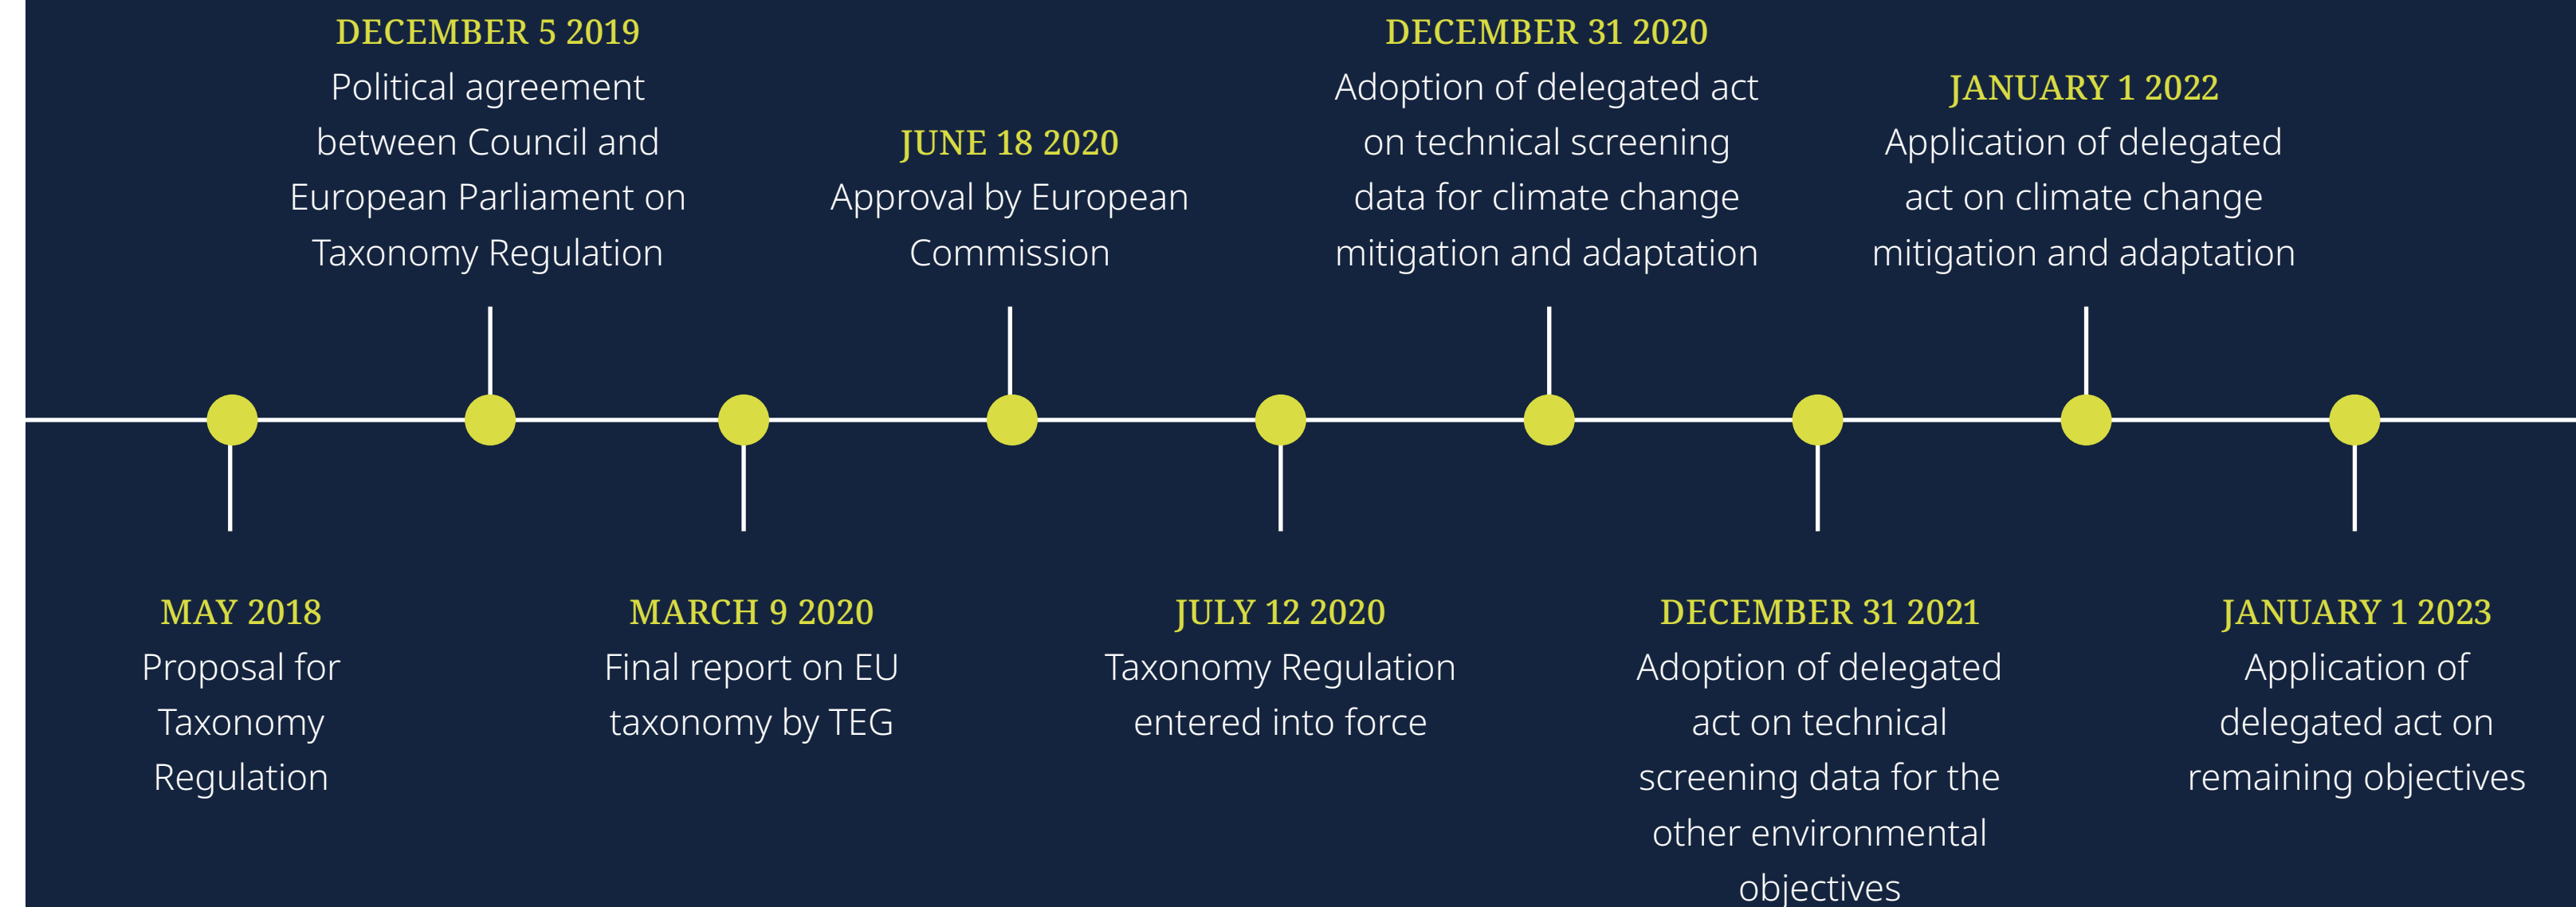 DECEMBER 5 2019
Political agreement
between Council and
European Parliament on
Taxonomy Regulation
JUNE 18 2020
Approval by European
Commission
DECEMBER 31 2020
Adoption of delegated act
on technical screening
data for climate change
mitigation and adaptation
JANUARY 1 2022
Application of delegated
act on climate change
mitigation and adaptation
MAY 2018
Proposal for
Taxonomy
Regulation
MARCH 9 2020
Final report on EU
taxonomy by TEG
JULY 12 2020
Taxonomy Regulation
entered into force
DECEMBER 31 2021
Adoption of delegated
act on technical
screening data for the
other environmental
objectives
JANUARY 1 2023
Application of
delegated act on
remaining objectives